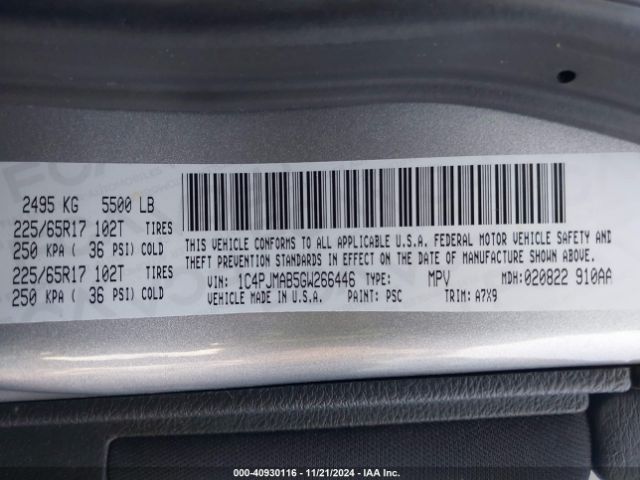 2495 KG 5500 LB
225/65R17 102T TIRES
250 KPA ( 36 PSI) COLD
225/65R17 102T TIRES
250 KPA ( 36 PSI) COLD
THIS VEHICLE CONFORMS TO ALL APPLICABLE U.S.A. FEDERAL MOTOR VEHICLE SAFETY AND
THEFT PREVENTION STANDARDS IN EFFECT ON THE DATE OF MANUFACTURE SHOWN ABOVE.
VIN: 1C4PJMAB5GW266446 TYPE: MPV MDH:020822 910AA
VEHICLE MADE IN U.S.A. PAINT: PSC TRIM: A7X9
00-40930116 - 11/21/2024 - IAA Inc.